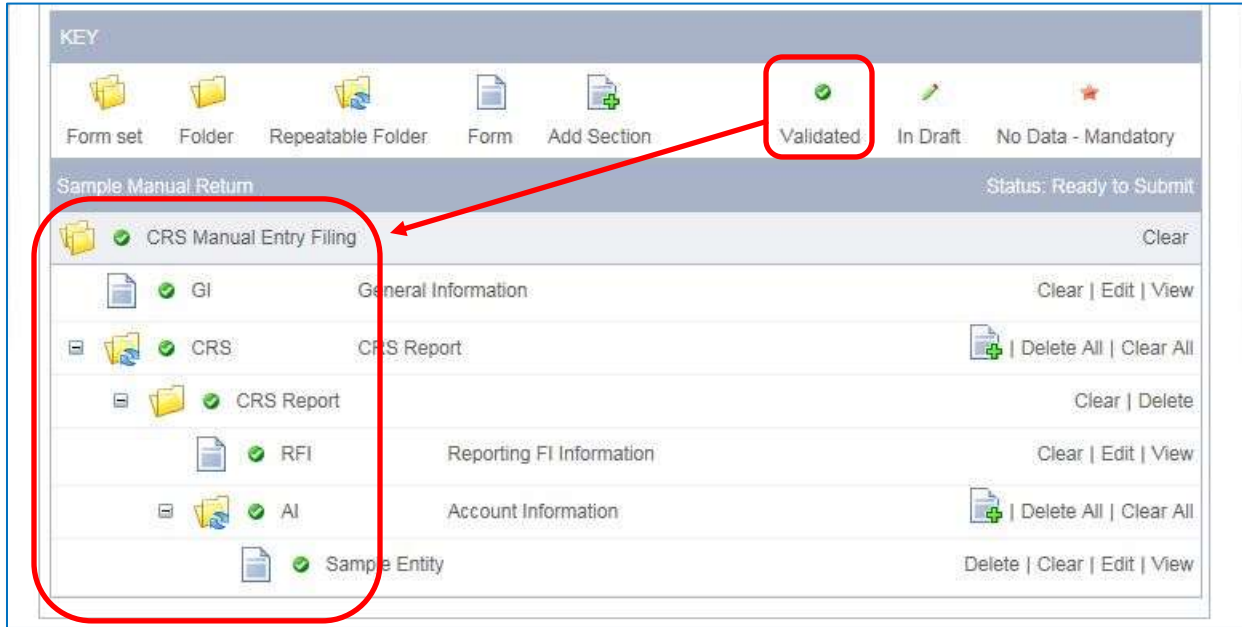 KEY
Form set Folder Repeatable Folder Form Add Section Validated In Draft No Data - Mandatory
Sample Manual Return Status: Ready to Submit
CRS Manual Entry Filing Clear
GI General Information Clear | Edit | View
CRS CRS Report | Delete All | Clear All
CRS Report Clear | Delete
RFI Reporting FI Information Clear | Edit | View
AI Account Information | Delete All | Clear All
Sample Entity Delete | Clear | Edit | View